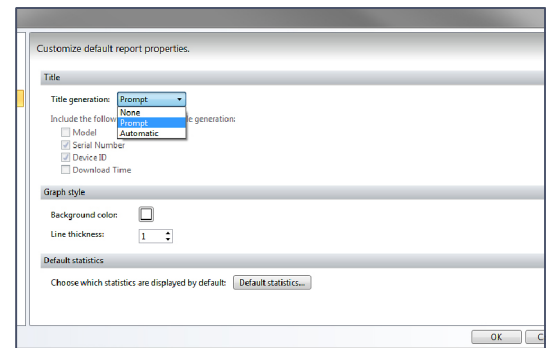 Customize default report properties.
Title
Title generation: Prompt
None
Include the follow le generation:
Prompt
Model
Automatic
Serial Number
Device ID
Download Time
Graph style
Background color:
Line thickness: 1
Default statistics
Choose which statistics are displayed by default: Default statistics...
OK C